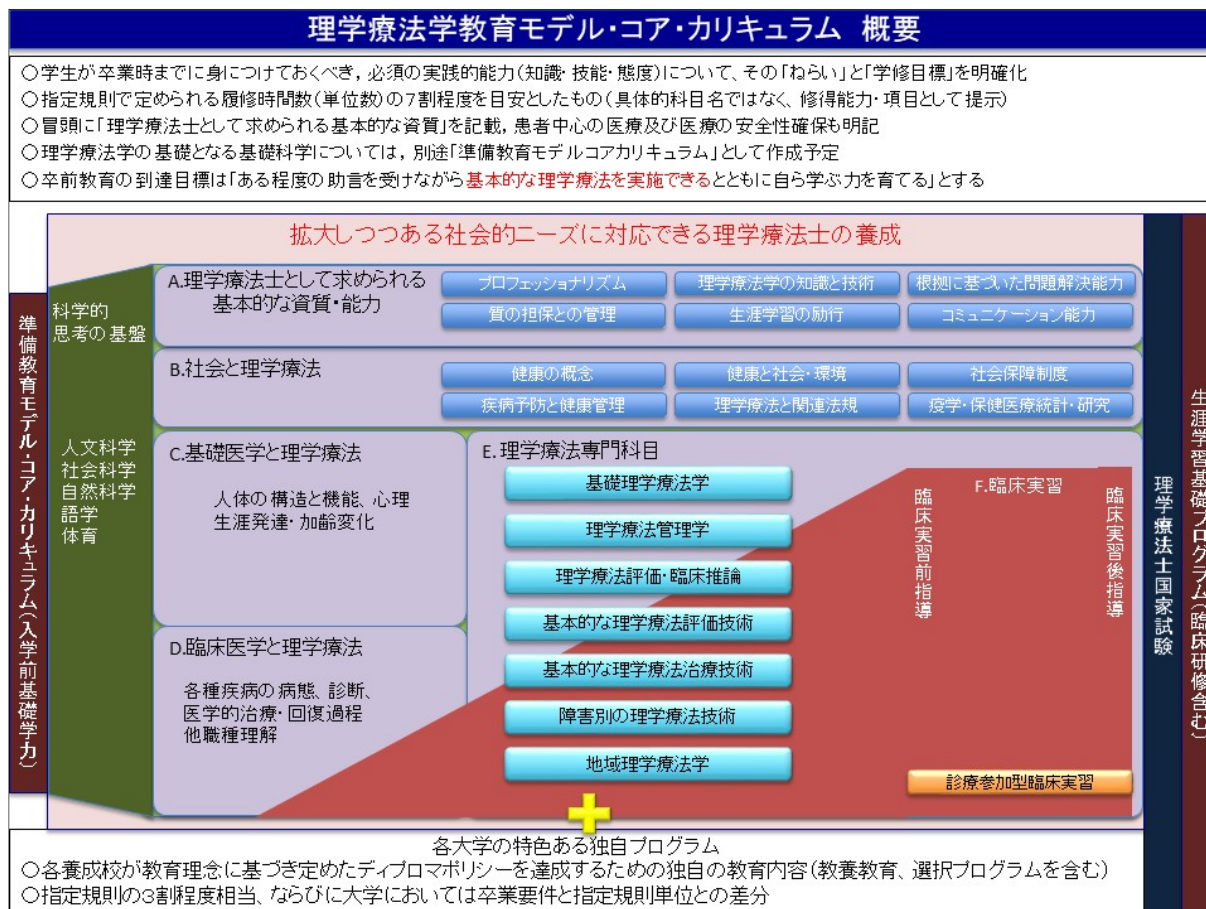 理学療法学教育モデル・コア・カリキュラム 概要
○学生が卒業時までに身につけておくべき，必須の実践的能力(知識・技能・態度)について、その「ねらい」と「学修目標」を明確化
○指定規則で定められる履修時間数(単位数)の7割程度を目安としたもの(具体的科目名ではなく、修得能力・項目として提示)
○冒頭に「理学療法士として求められる基本的な資質」を記載，患者中心の医療及び医療の安全性確保も明記
○理学療法学の基礎となる基礎科学については，別途「準備教育モデルコアカリキュラム」として作成予定
○卒前教育の到達目標は「ある程度の助言を受けながら基本的な理学療法を実施できるとともに自ら学ぶ力を育てる」とする
拡大しつつある社会的ニーズに対応できる理学療法士の養成
準備教育モデル・コア・カリキュラム(入学前基礎学力)
科学的
思考の基盤
人文科学
社会科学
自然科学
語学
体育
A.理学療法士として求められる
基本的な資質・能力
プロフェッショナリズム
理学療法学の知識と技術
根拠に基づいた問題解決能力
質の担保との管理
生涯学習の励行
コミュニケーション能力
B.社会と理学療法
健康の概念
健康と社会・環境
社会保障制度
疾病予防と健康管理
理学療法と関連法規
疫学・保健医療統計・研究
C.基礎医学と理学療法
人体の構造と機能、心理
生涯発達・加齢変化
D.臨床医学と理学療法
各種疾病の病態、診断、
医学的治療・回復過程
他職種理解
E.理学療法専門科目
基礎理学療法学
理学療法管理学
理学療法評価・臨床推論
基本的な理学療法評価技術
基本的な理学療法治療技術
障害別の理学療法技術
地域理学療法学
F.臨床実習
臨床実習前指導
臨床実習後指導
診療参加型臨床実習
理学療法士国家試験
生涯学習基礎プログラム(臨床研修含む)
各大学の特色ある独自プログラム
○各養成校が教育理念に基づき定めたディプロマポリシーを達成するための独自の教育内容(教養教育、選択プログラムを含む)
○指定規則の3割程度相当、ならびに大学においては卒業要件と指定規則単位との差分